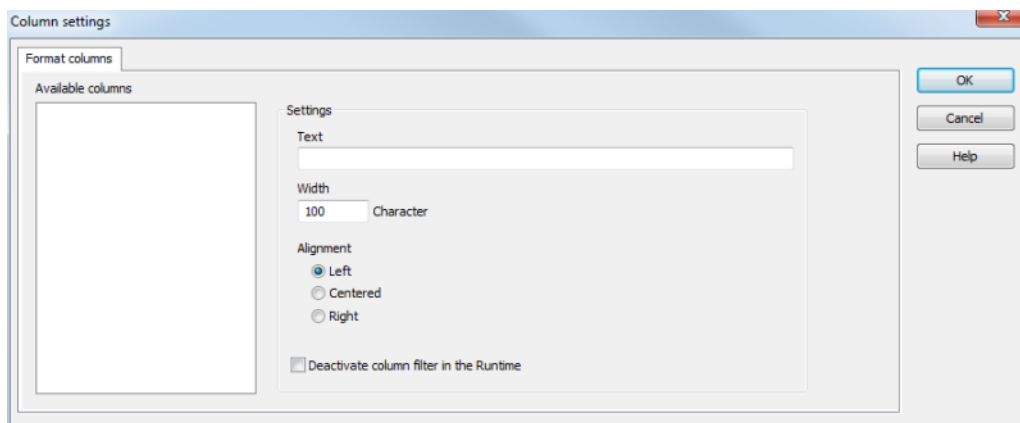 Column settings
Format columns
Available columns
Settings
Text
Width
100 Character
Alignment
Left
Centered
Right
Deactivate column filter in the Runtime
OK
Cancel
Help